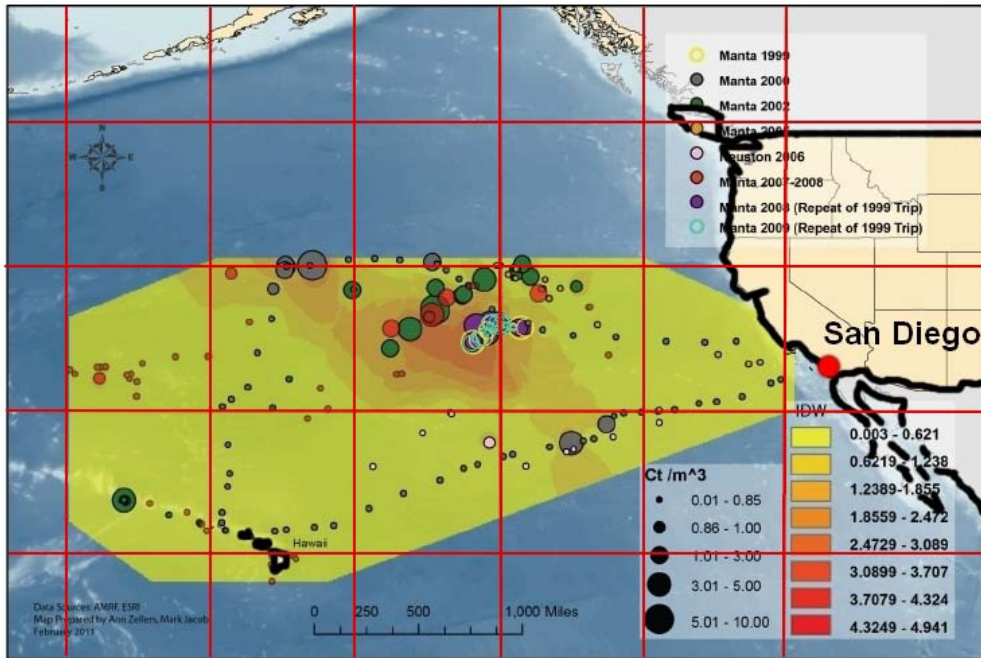 Manta 1999
Manta 2000
Manta 2002
Manta 200
Neuston 2006
Manta 2007-2008
Manta 2008 (Repeat of 1999 Trip)
Manta 2009 (Repeat of 1999 Trip)
N
W E
S
San Diego
Hawaii
Ct /m^3
0.01 - 0.85
0.86 - 1.00
1.01 - 3.00
3.01 - 5.00
5.01 - 10.00
IDW
0.003 - 0.621
0.6219 - 1.238
1.2389-1.855
1.8559 - 2.472
2.4729 - 3.089
3.0899 - 3.707
3.7079 - 4.324
4.3249 - 4.941
Data Sources: AMRF, ESRI
Map Prepared by Ann Zellers, Mark Jacob
February 2011
0 250 500 1,000 Miles